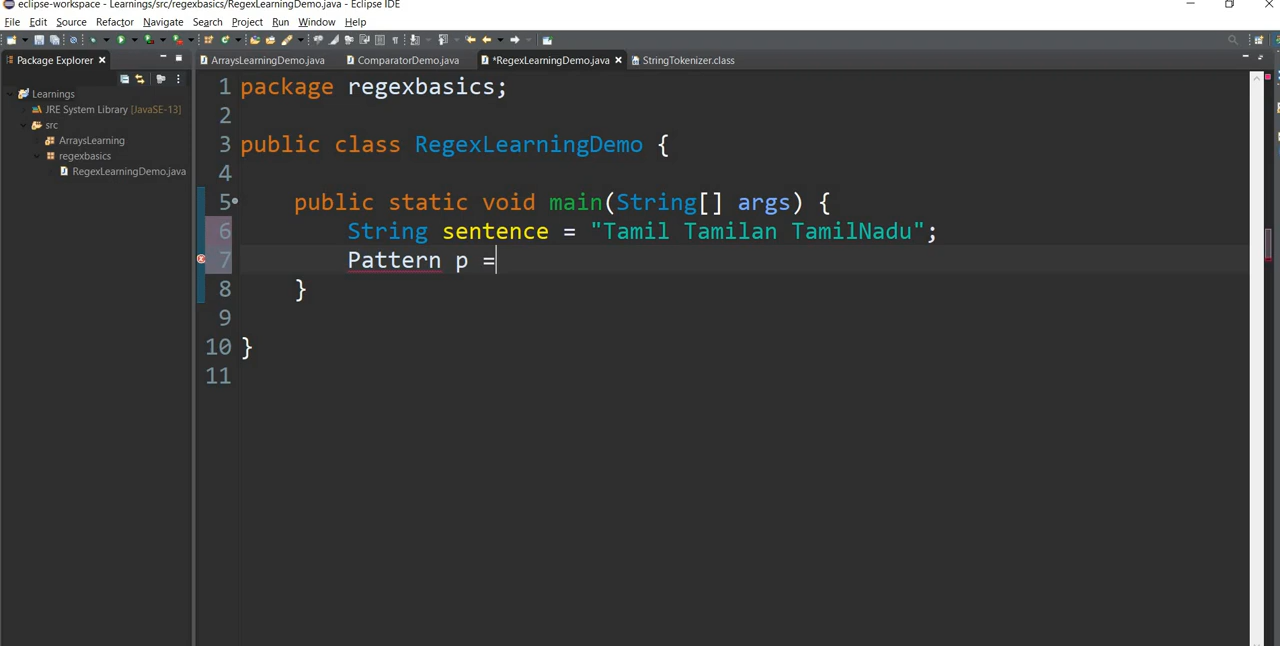 eclipse-workspace - Learnings/src/regexbasics/RegexLearningDemo.java - Eclipse IDE
File Edit Source Refactor Navigate Search Project Run Window Help
Package Explorer
ArraysLearningDemo.java ComparatorDemo.java *RegexLearningDemo.java StringTokenizer.class
Learnings
JRE System Library [JavaSE-13]
src
ArraysLearning
regexbasics
RegexLearningDemo.java
1 package regexbasics;
2
3 public class RegexLearningDemo {
4
5 public static void main(String[] args) {
6 String sentence = "Tamil Tamilan TamilNadu";
7 Pattern p =
8 }
9
10 }
11